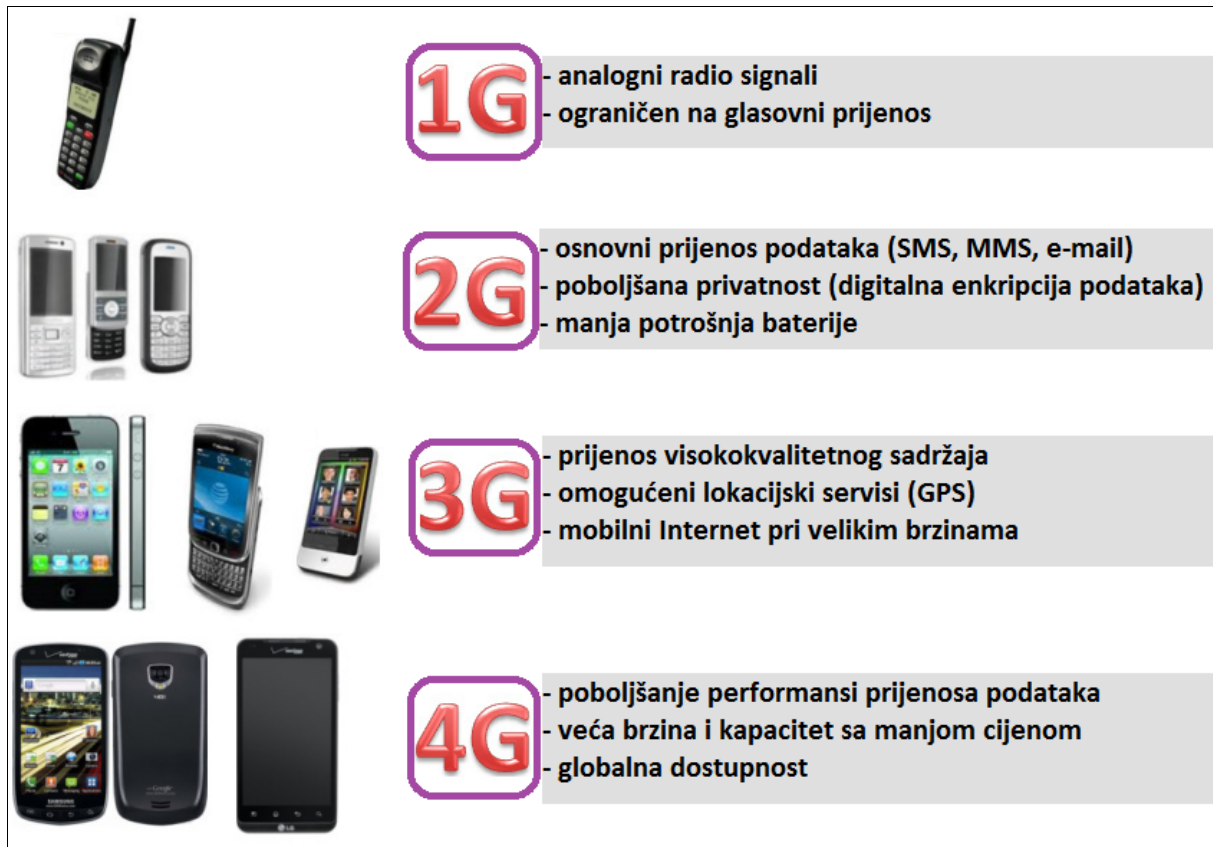 1G
- analogni radio signali
- ograničen na glasovni prijenos
2G
- osnovni prijenos podataka (SMS, MMS, e-mail)
- poboljšana privatnost (digitalna enkripcija podataka)
- manja potrošnja baterije
3G
- prijenos visokokvalitetnog sadržaja
- omogućeni lokacijski servisi (GPS)
- mobilni Internet pri velikim brzinama
4G
- poboljšanje performansi prijenosa podataka
- veća brzina i kapacitet sa manjom cijenom
- globalna dostupnost
SAMSUNG
LG